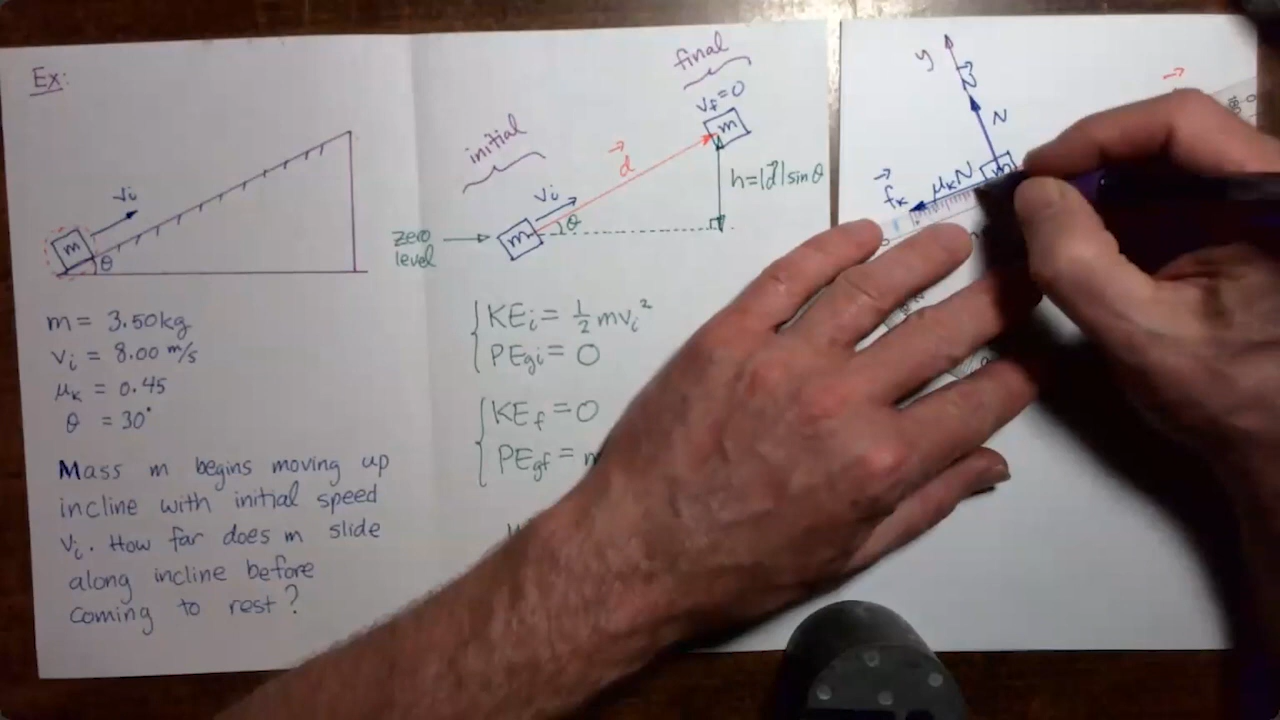 Ex:
vi
m
θ
m = 3.50 kg
vi = 8.00 m/s
μK = 0.45
θ = 30°
Mass m begins moving up
incline with initial speed
vi. How far does m slide
along incline before
coming to rest?
initial
final
vf = 0
m
d⃗
h = |d⃗| sin θ
vi
θ
m
zero
level
KEi = ½ mvi²
PEgi = 0
KEf = 0
PEgf = m
y
N⃗
N
m
f⃗K
μKN